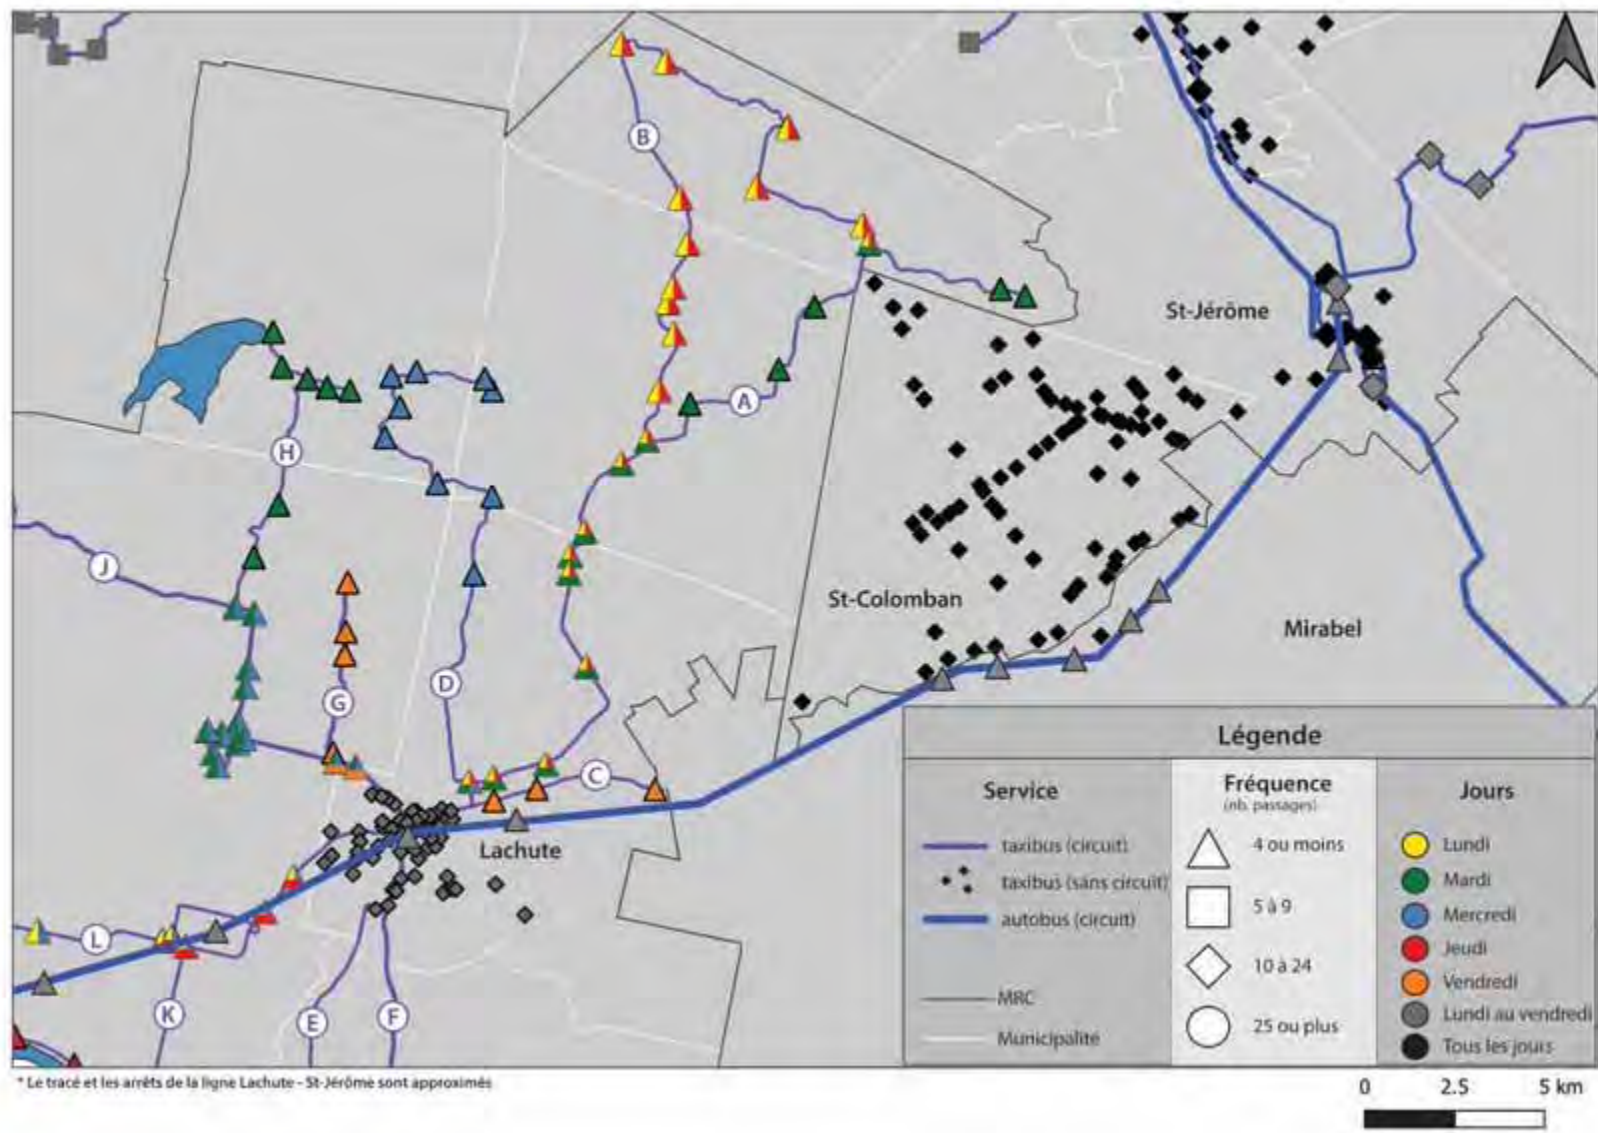 B
St-Jérôme
A
H
J
St-Colomban
Mirabel
D
G
C
Lachute
L
K
E
F
Légende
Service
taxibus (circuit)
taxibus (sans circuit)
autobus (circuit)
MRC
Municipalité
Fréquence
(nb. passages)
4 ou moins
5 à 9
10 à 24
25 ou plus
Jours
Lundi
Mardi
Mercredi
Jeudi
Vendredi
Lundi au vendredi
Tous les jours
* Le tracé et les arrêts de la ligne Lachute - St-Jérôme sont approximés
0 2.5 5 km